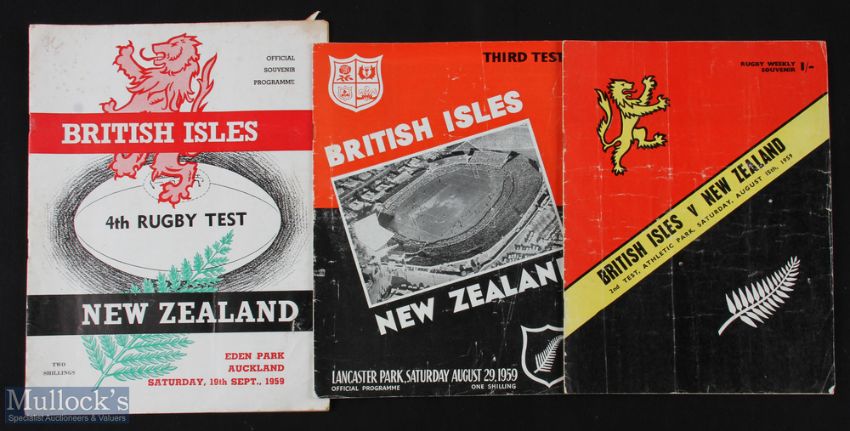 OFFICIAL
SOUVENIR
PROGRAMME
BRITISH ISLES
4th RUGBY TEST
NEW ZEALAND
TWO
SHILLINGS
EDEN PARK
AUCKLAND
SATURDAY, 19th SEPT., 1959
THIRD TEST
BRITISH ISLES
NEW ZEALAN
LANCASTER PARK, SATURDAY AUGUST 29, 1959
OFFICIAL PROGRAMME ONE SHILLING
RUGBY WEEKLY
SOUVENIR 1/-
BRITISH ISLES V NEW ZEALAND
2nd TEST, ATHLETIC PARK, SATURDAY, AUGUST 15th, 1959
Mullock's
Specialist Auctioneers & Valuers